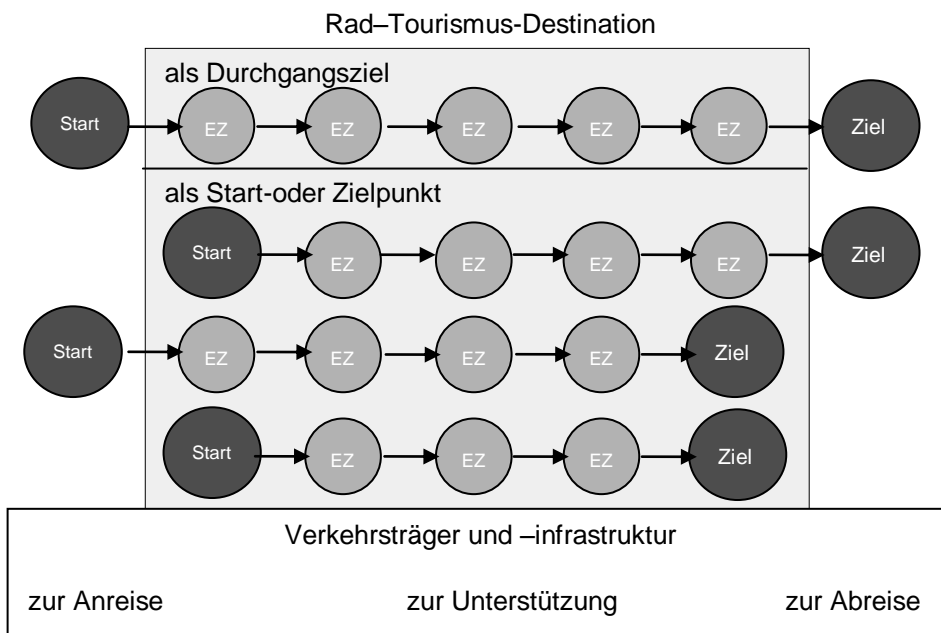 Rad–Tourismus-Destination
als Durchgangsziel
Start EZ EZ EZ EZ EZ Ziel
als Start-oder Zielpunkt
Start EZ EZ EZ EZ Ziel
Start EZ EZ EZ EZ Ziel
Start EZ EZ EZ Ziel
Verkehrsträger und –infrastruktur
zur Anreise zur Unterstützung zur Abreise